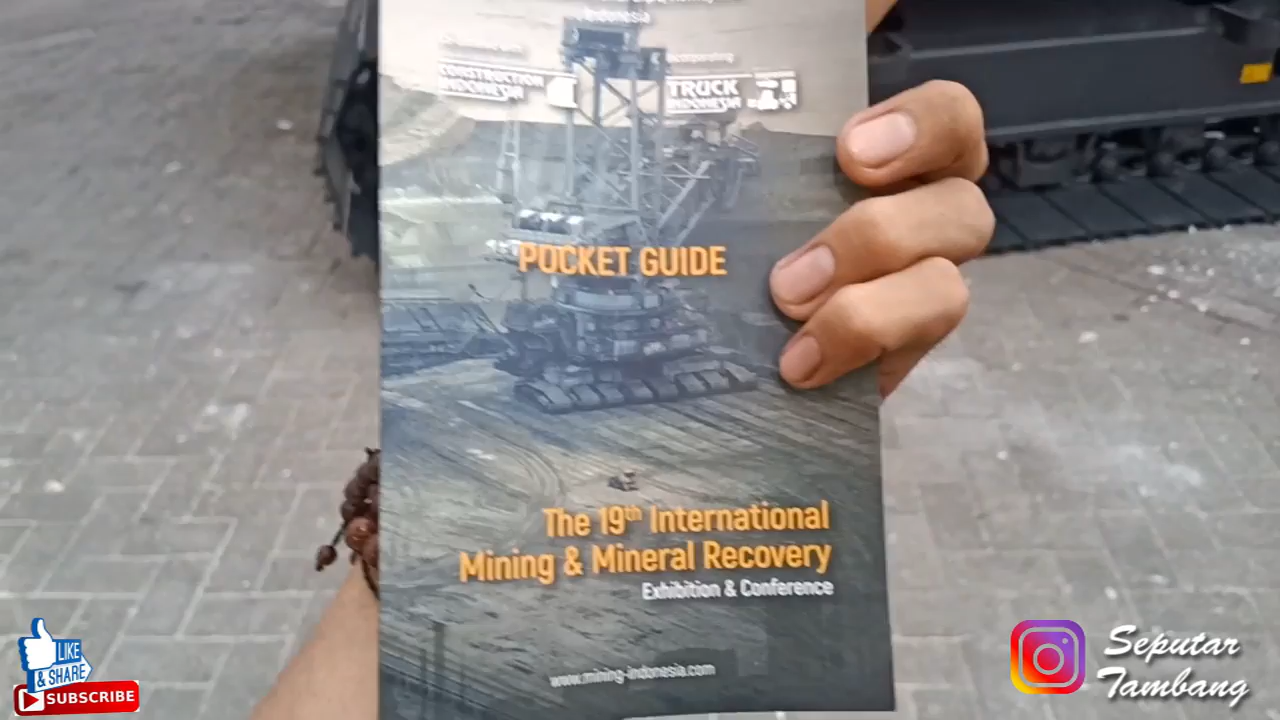 Indonesia
CONSTRUCTION
INDONESIA
TRUCK
INDONESIA
POCKET GUIDE
The 19th International
Mining & Mineral Recovery
Exhibition & Conference
www.mining-indonesia.com
LIKE
& SHARE
SUBSCRIBE
Seputar
Tambang